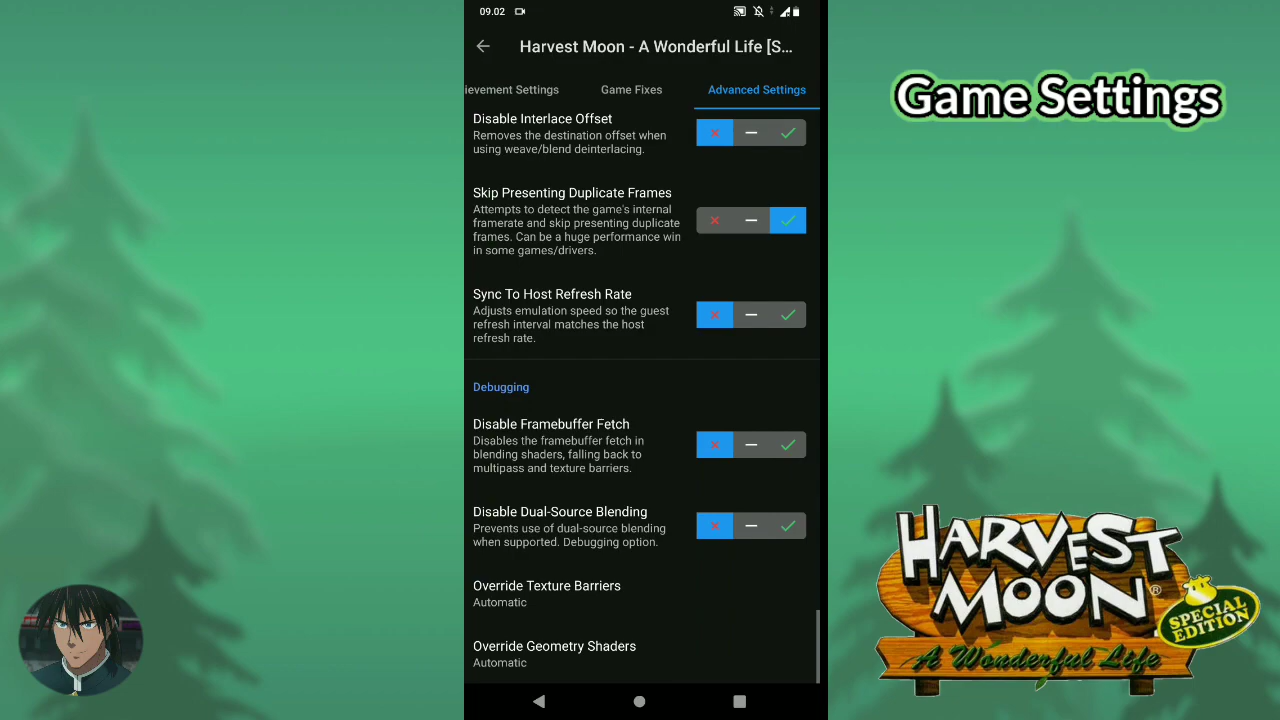 09.02
Harvest Moon - A Wonderful Life [S...
ievement Settings
Game Fixes
Advanced Settings
Disable Interlace Offset
Removes the destination offset when
using weave/blend deinterlacing.
Skip Presenting Duplicate Frames
Attempts to detect the game's internal
framerate and skip presenting duplicate
frames. Can be a huge performance win
in some games/drivers.
Sync To Host Refresh Rate
Adjusts emulation speed so the guest
refresh interval matches the host
refresh rate.
Debugging
Disable Framebuffer Fetch
Disables the framebuffer fetch in
blending shaders, falling back to
multipass and texture barriers.
Disable Dual-Source Blending
Prevents use of dual-source blending
when supported. Debugging option.
Override Texture Barriers
Automatic
Override Geometry Shaders
Automatic
Game Settings
HARVEST
MOON®
SPECIAL
EDITION
A Wonderful Life